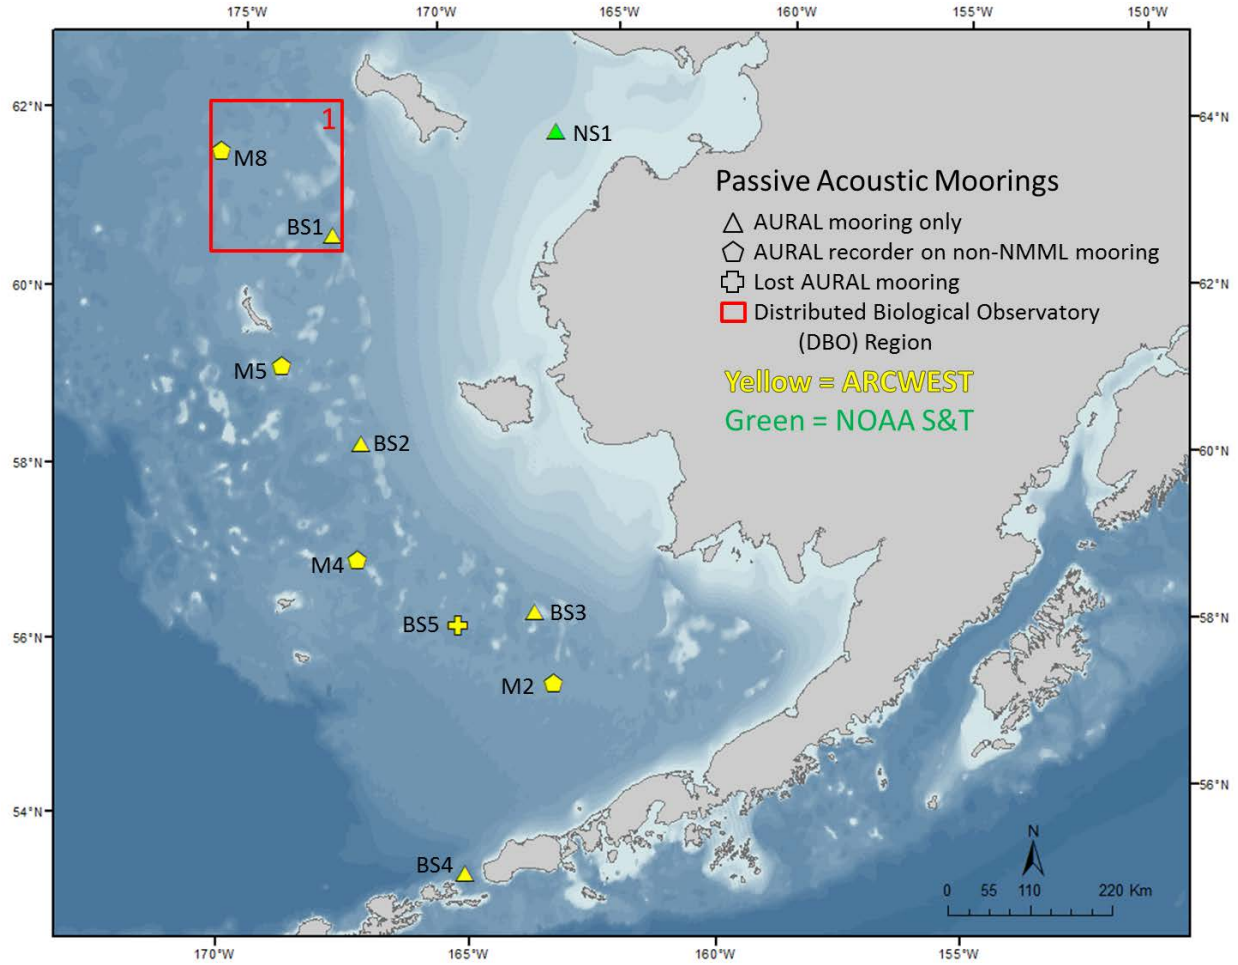 175°W 170°W 165°W 160°W 155°W 150°W
62°N
64°N
1
NS1
M8
Passive Acoustic Moorings
AURAL mooring only
BS1
AURAL recorder on non-NMML mooring
Lost AURAL mooring
60°N
62°N
Distributed Biological Observatory
(DBO) Region
M5
Yellow = ARCWEST
Green = NOAA S&T
BS2
58°N
60°N
M4
BS3
BS5
56°N
58°N
M2
54°N
56°N
N
BS4
0 55 110 220 Km
170°W 165°W 160°W 155°W